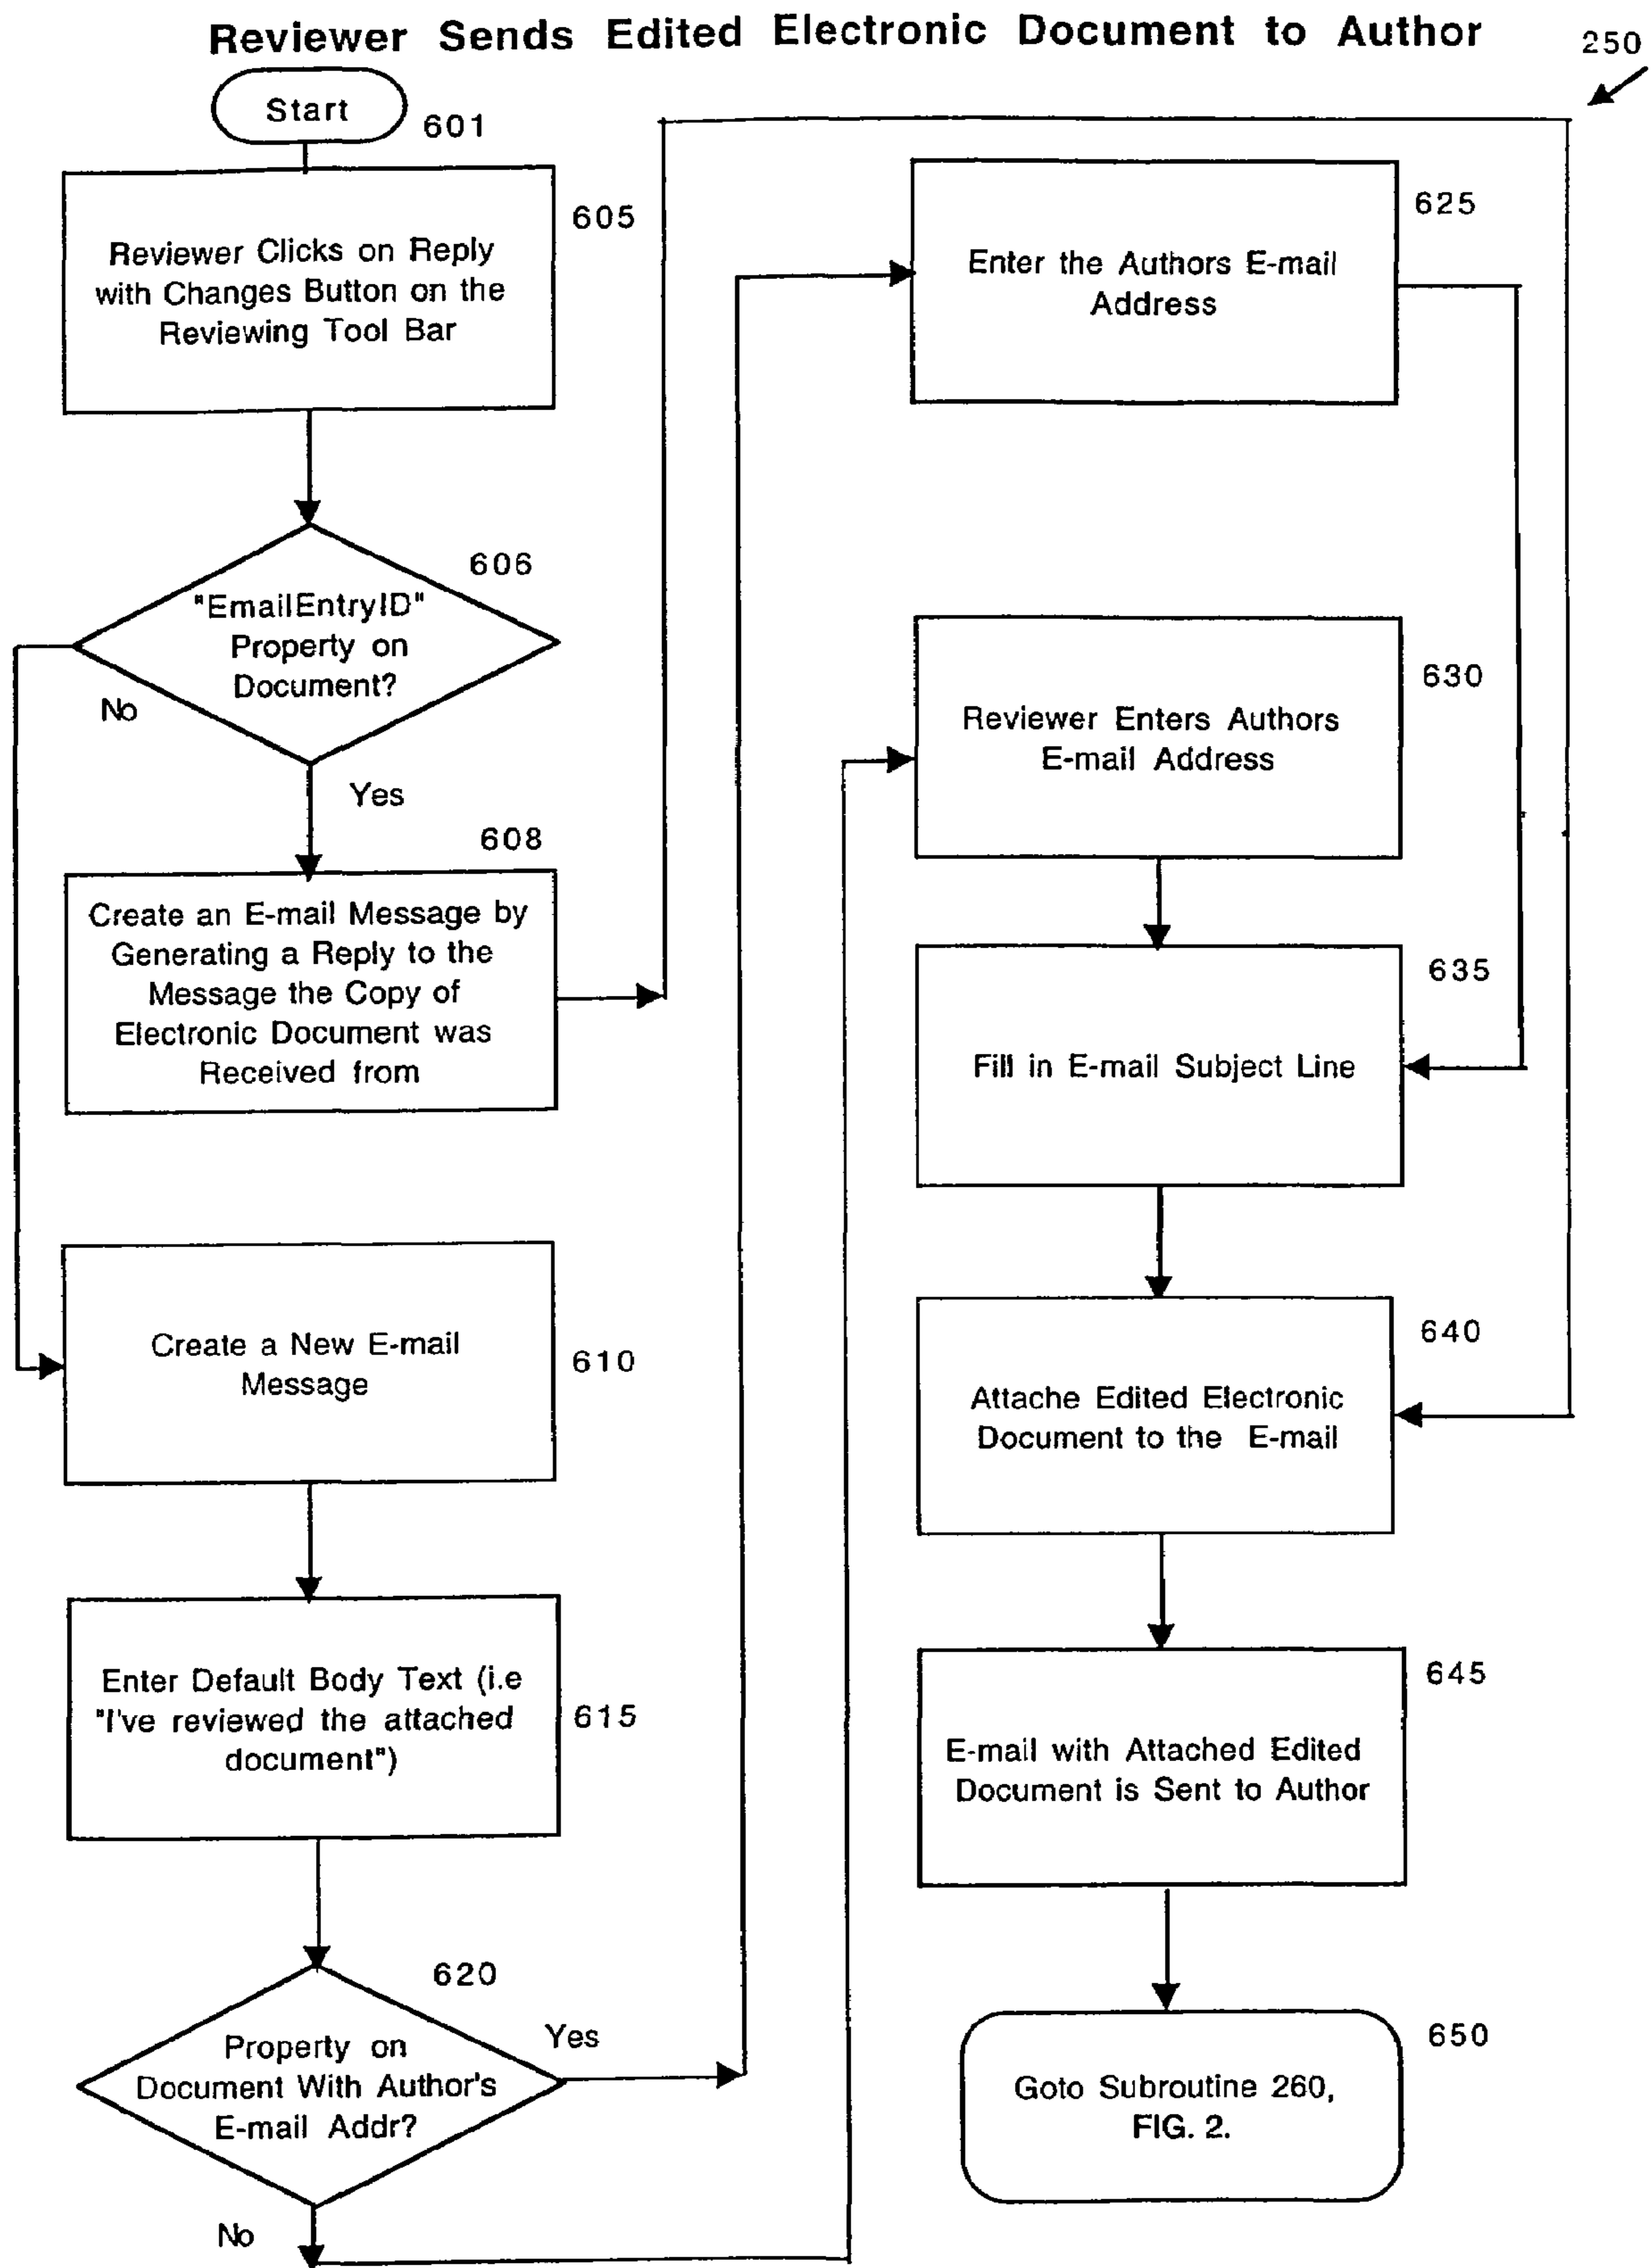 Reviewer Sends Edited Electronic Document to Author
250
Start
601
Reviewer Clicks on Reply
with Changes Button on the
Reviewing Tool Bar
605
"EmailEntryID"
Property on
Document?
606
No
Yes
608
Create an E-mail Message by
Generating a Reply to the
Message the Copy of
Electronic Document was
Received from
Create a New E-mail
Message
610
Enter Default Body Text (i.e
"I've reviewed the attached
document")
615
620
Property on
Document With Author's
E-mail Addr?
Yes
No
625
Enter the Authors E-mail
Address
630
Reviewer Enters Authors
E-mail Address
635
Fill in E-mail Subject Line
640
Attache Edited Electronic
Document to the E-mail
645
E-mail with Attached Edited
Document is Sent to Author
650
Goto Subroutine 260,
FIG. 2.